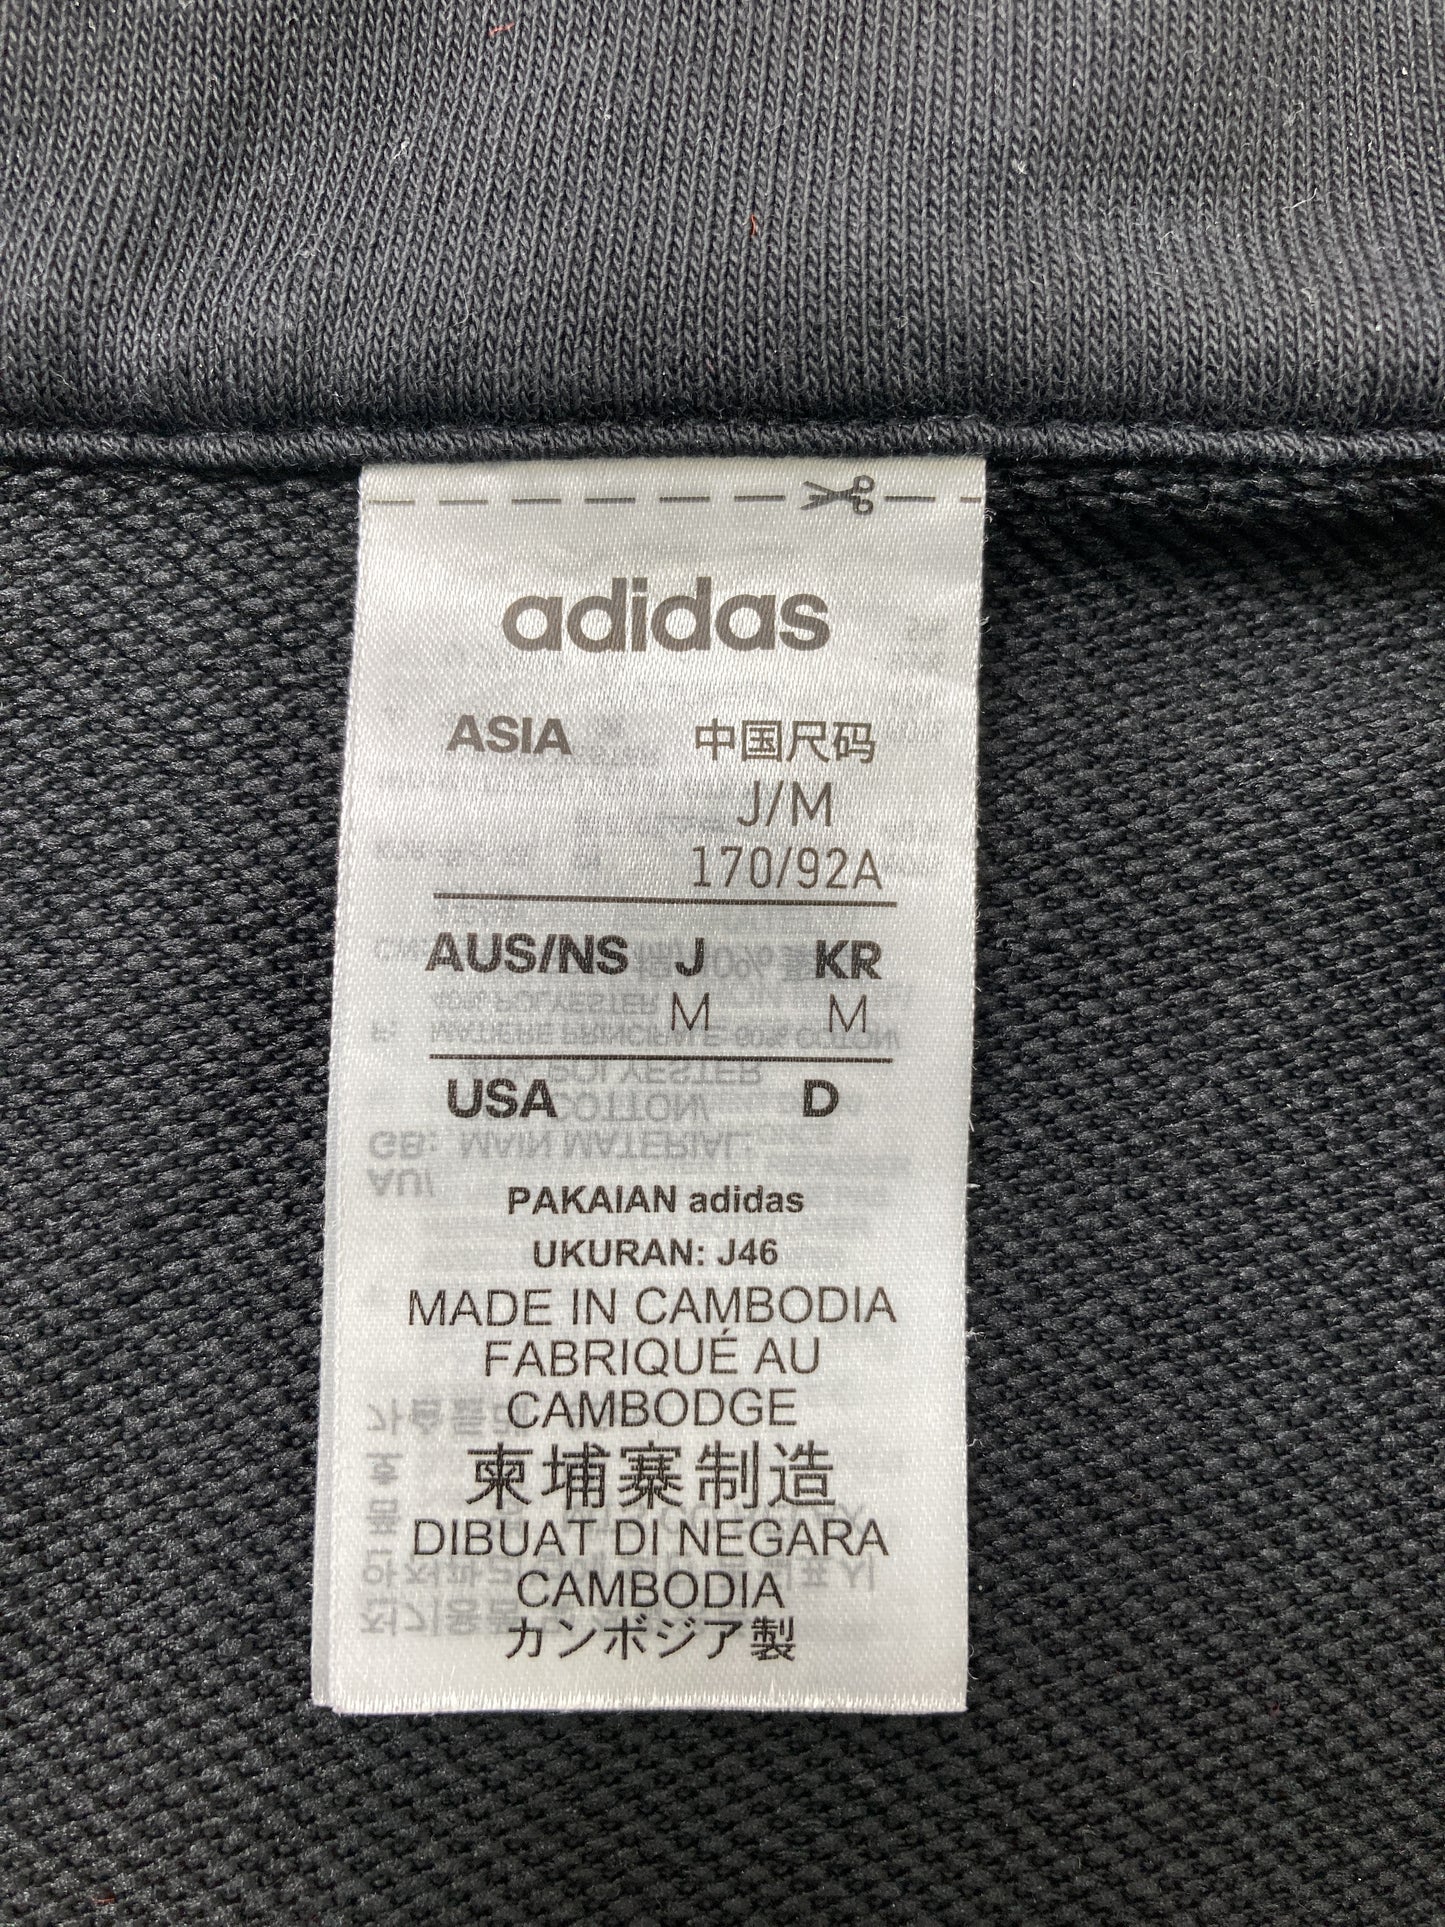 adidas
ASIA 中国尺码
J/M
170/92A
AUS/NS J KR
M M
USA D
PAKAIAN adidas
UKURAN: J46
MADE IN CAMBODIA
FABRIQUÉ AU
CAMBODGE
柬埔寨制造
DIBUAT DI NEGARA
CAMBODIA
カンボジア製